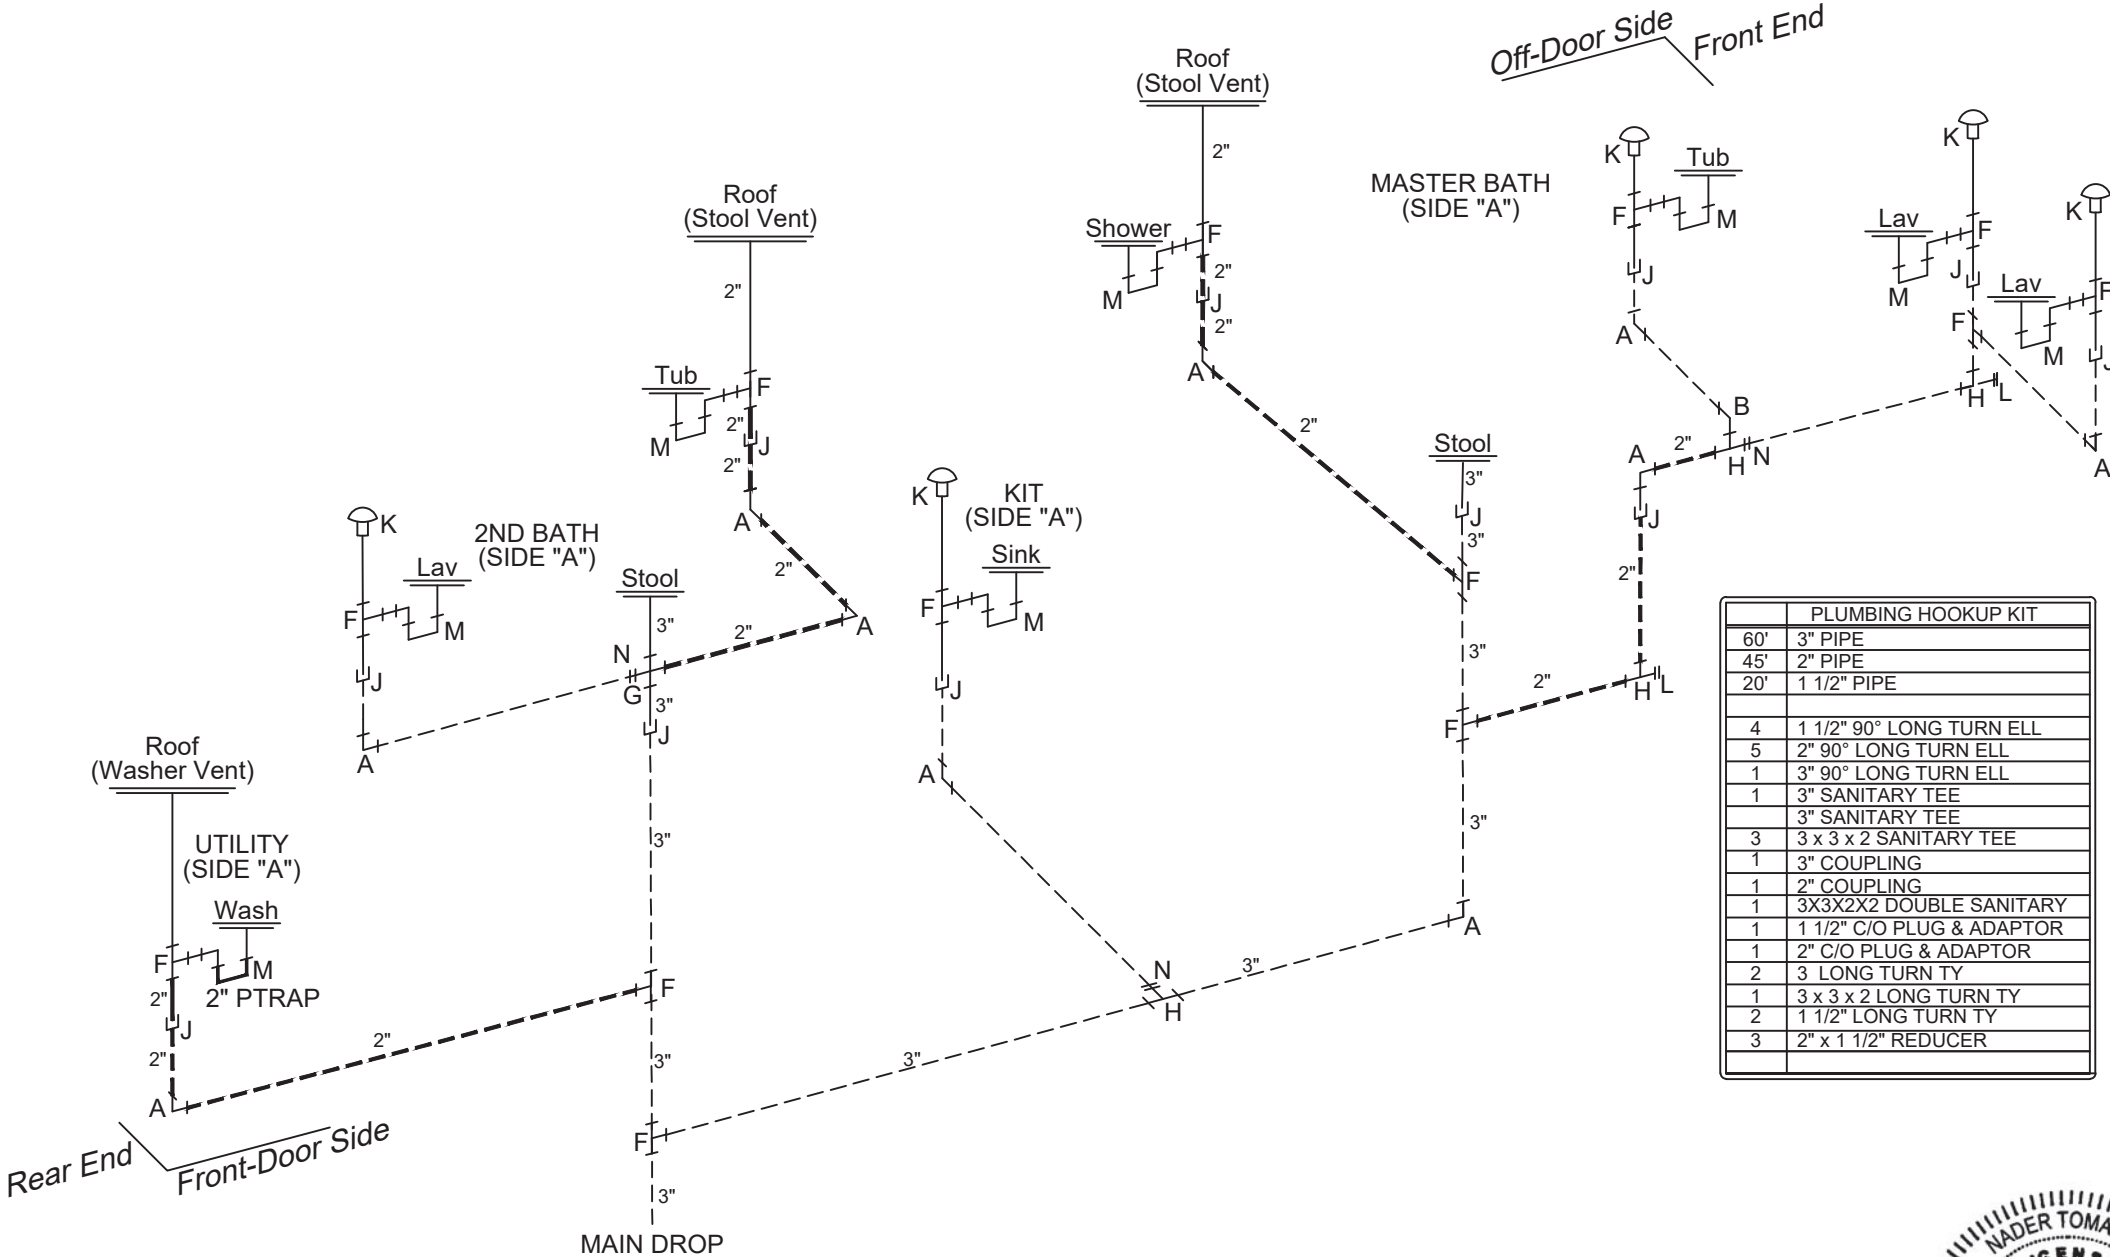 Off-Door Side
Front End
Roof
(Stool Vent)
2"
MASTER BATH
(SIDE "A")
K
Tub
F
M
J
A
B
K
Lav
F
M
J
K
Lav
F
M
F
H L
A
Shower
F
M
2"
J
2"
A
2"
Roof
(Stool Vent)
2"
Tub
F
M
2"
J
2"
A
2"
A
2"
Stool
3"
J
3"
F
3"
F
3"
A
A
2"
H N
J
2"
2"
H L
K
2ND BATH
(SIDE "A")
Lav
F
M
J
A
Stool
3"
N
G
3"
J
3"
K
KIT
(SIDE "A")
Sink
F
M
J
A
N
H
3"
3"
Roof
(Washer Vent)
UTILITY
(SIDE "A")
Wash
F
M
2" PTRAP
2"
J
2"
A
2"
F
3"
F
3"
MAIN DROP
Rear End
Front-Door Side
PLUMBING HOOKUP KIT
60' 3" PIPE
45' 2" PIPE
20' 1 1/2" PIPE
4 1 1/2" 90° LONG TURN ELL
5 2" 90° LONG TURN ELL
1 3" 90° LONG TURN ELL
1 3" SANITARY TEE
3" SANITARY TEE
3 3 x 3 x 2 SANITARY TEE
1 3" COUPLING
1 2" COUPLING
1 3X3X2X2 DOUBLE SANITARY
1 1 1/2" C/O PLUG & ADAPTOR
1 2" C/O PLUG & ADAPTOR
2 3 LONG TURN TY
1 3 x 3 x 2 LONG TURN TY
2 1 1/2" LONG TURN TY
3 2" x 1 1/2" REDUCER
NADER TOMA